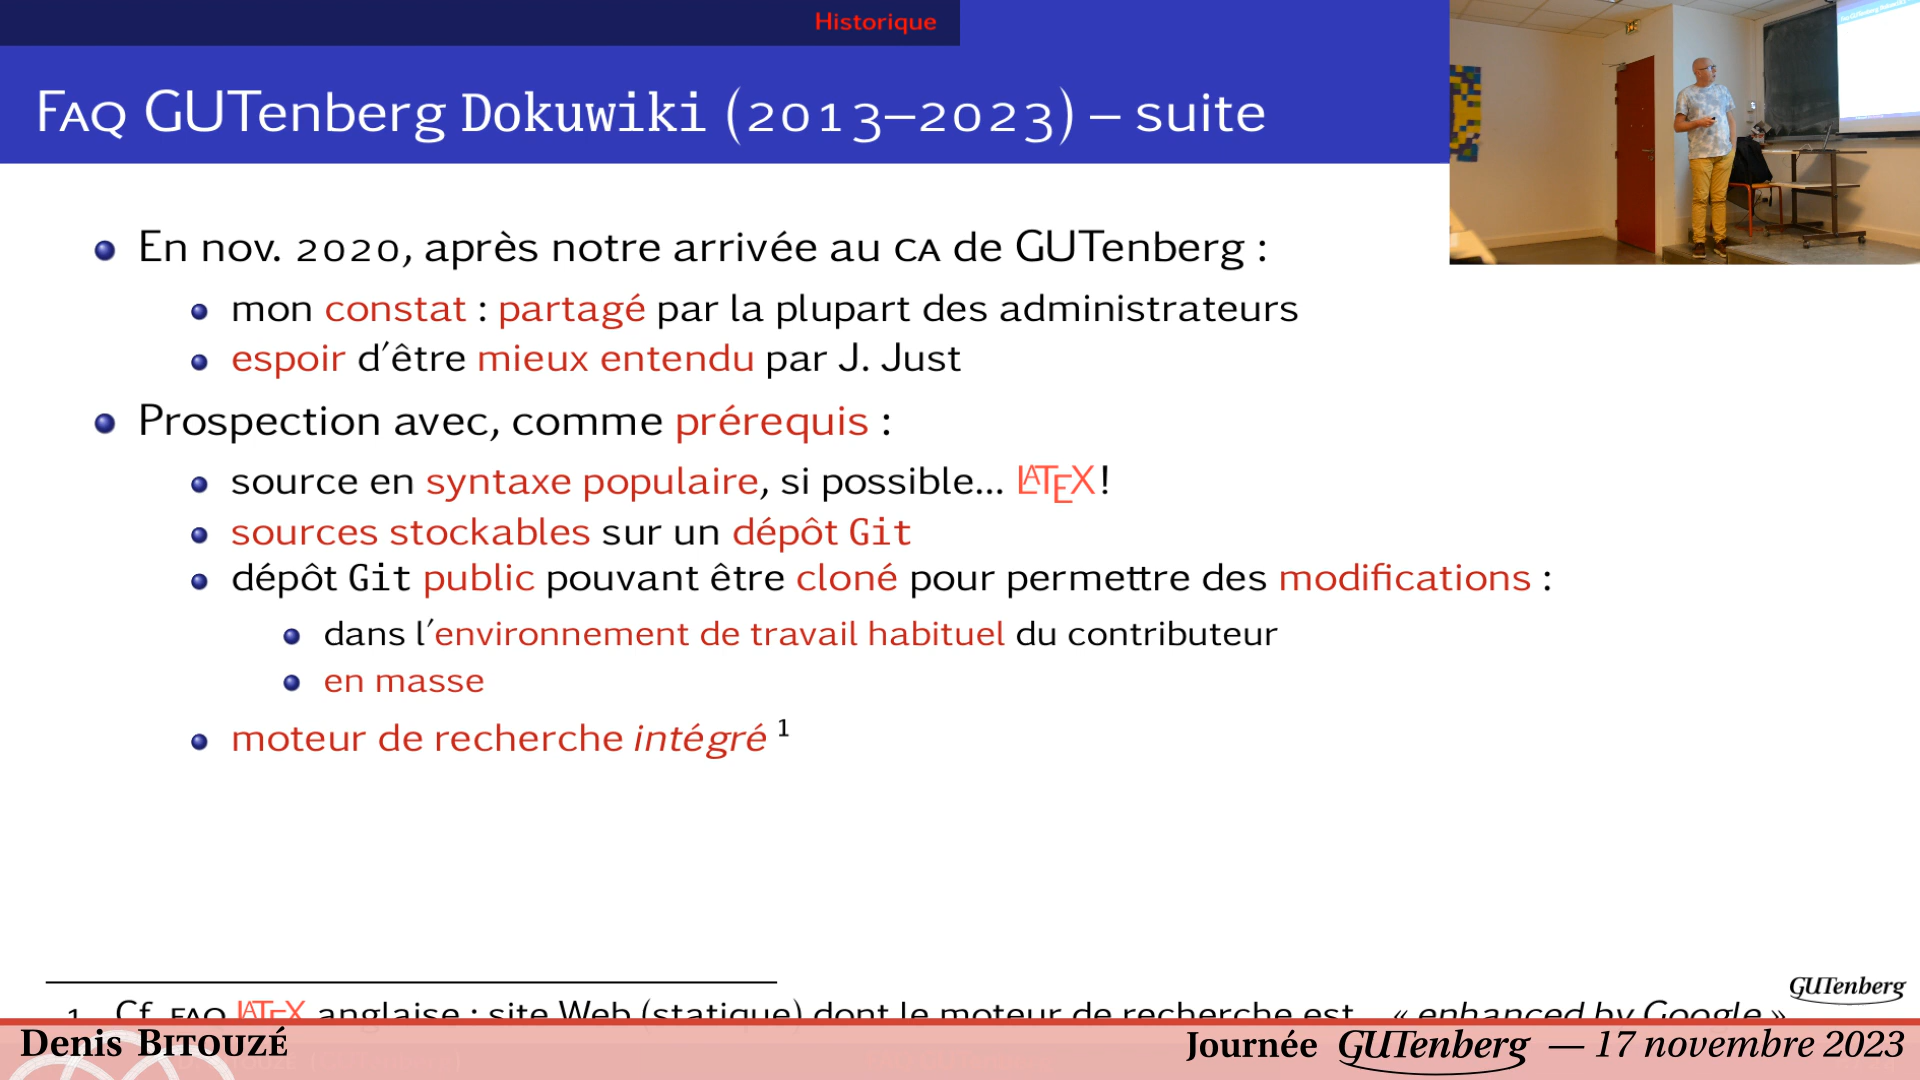 Historique
FAQ GUTenberg Dokuwiki (2013–2023) – suite
En nov. 2020, après notre arrivée au CA de GUTenberg :
mon constat : partagé par la plupart des administrateurs
espoir d'être mieux entendu par J. Just
Prospection avec, comme prérequis :
source en syntaxe populaire, si possible... LATEX !
sources stockables sur un dépôt Git
dépôt Git public pouvant être cloné pour permettre des modifications :
dans l'environnement de travail habituel du contributeur
en masse
moteur de recherche intégré 1
GUTenberg
1. Cf. FAQ LATEX anglaise : site Web (statique) dont le moteur de recherche est... « enhanced by Google »
Denis BITOUZÉ
Journée GUTenberg — 17 novembre 2023